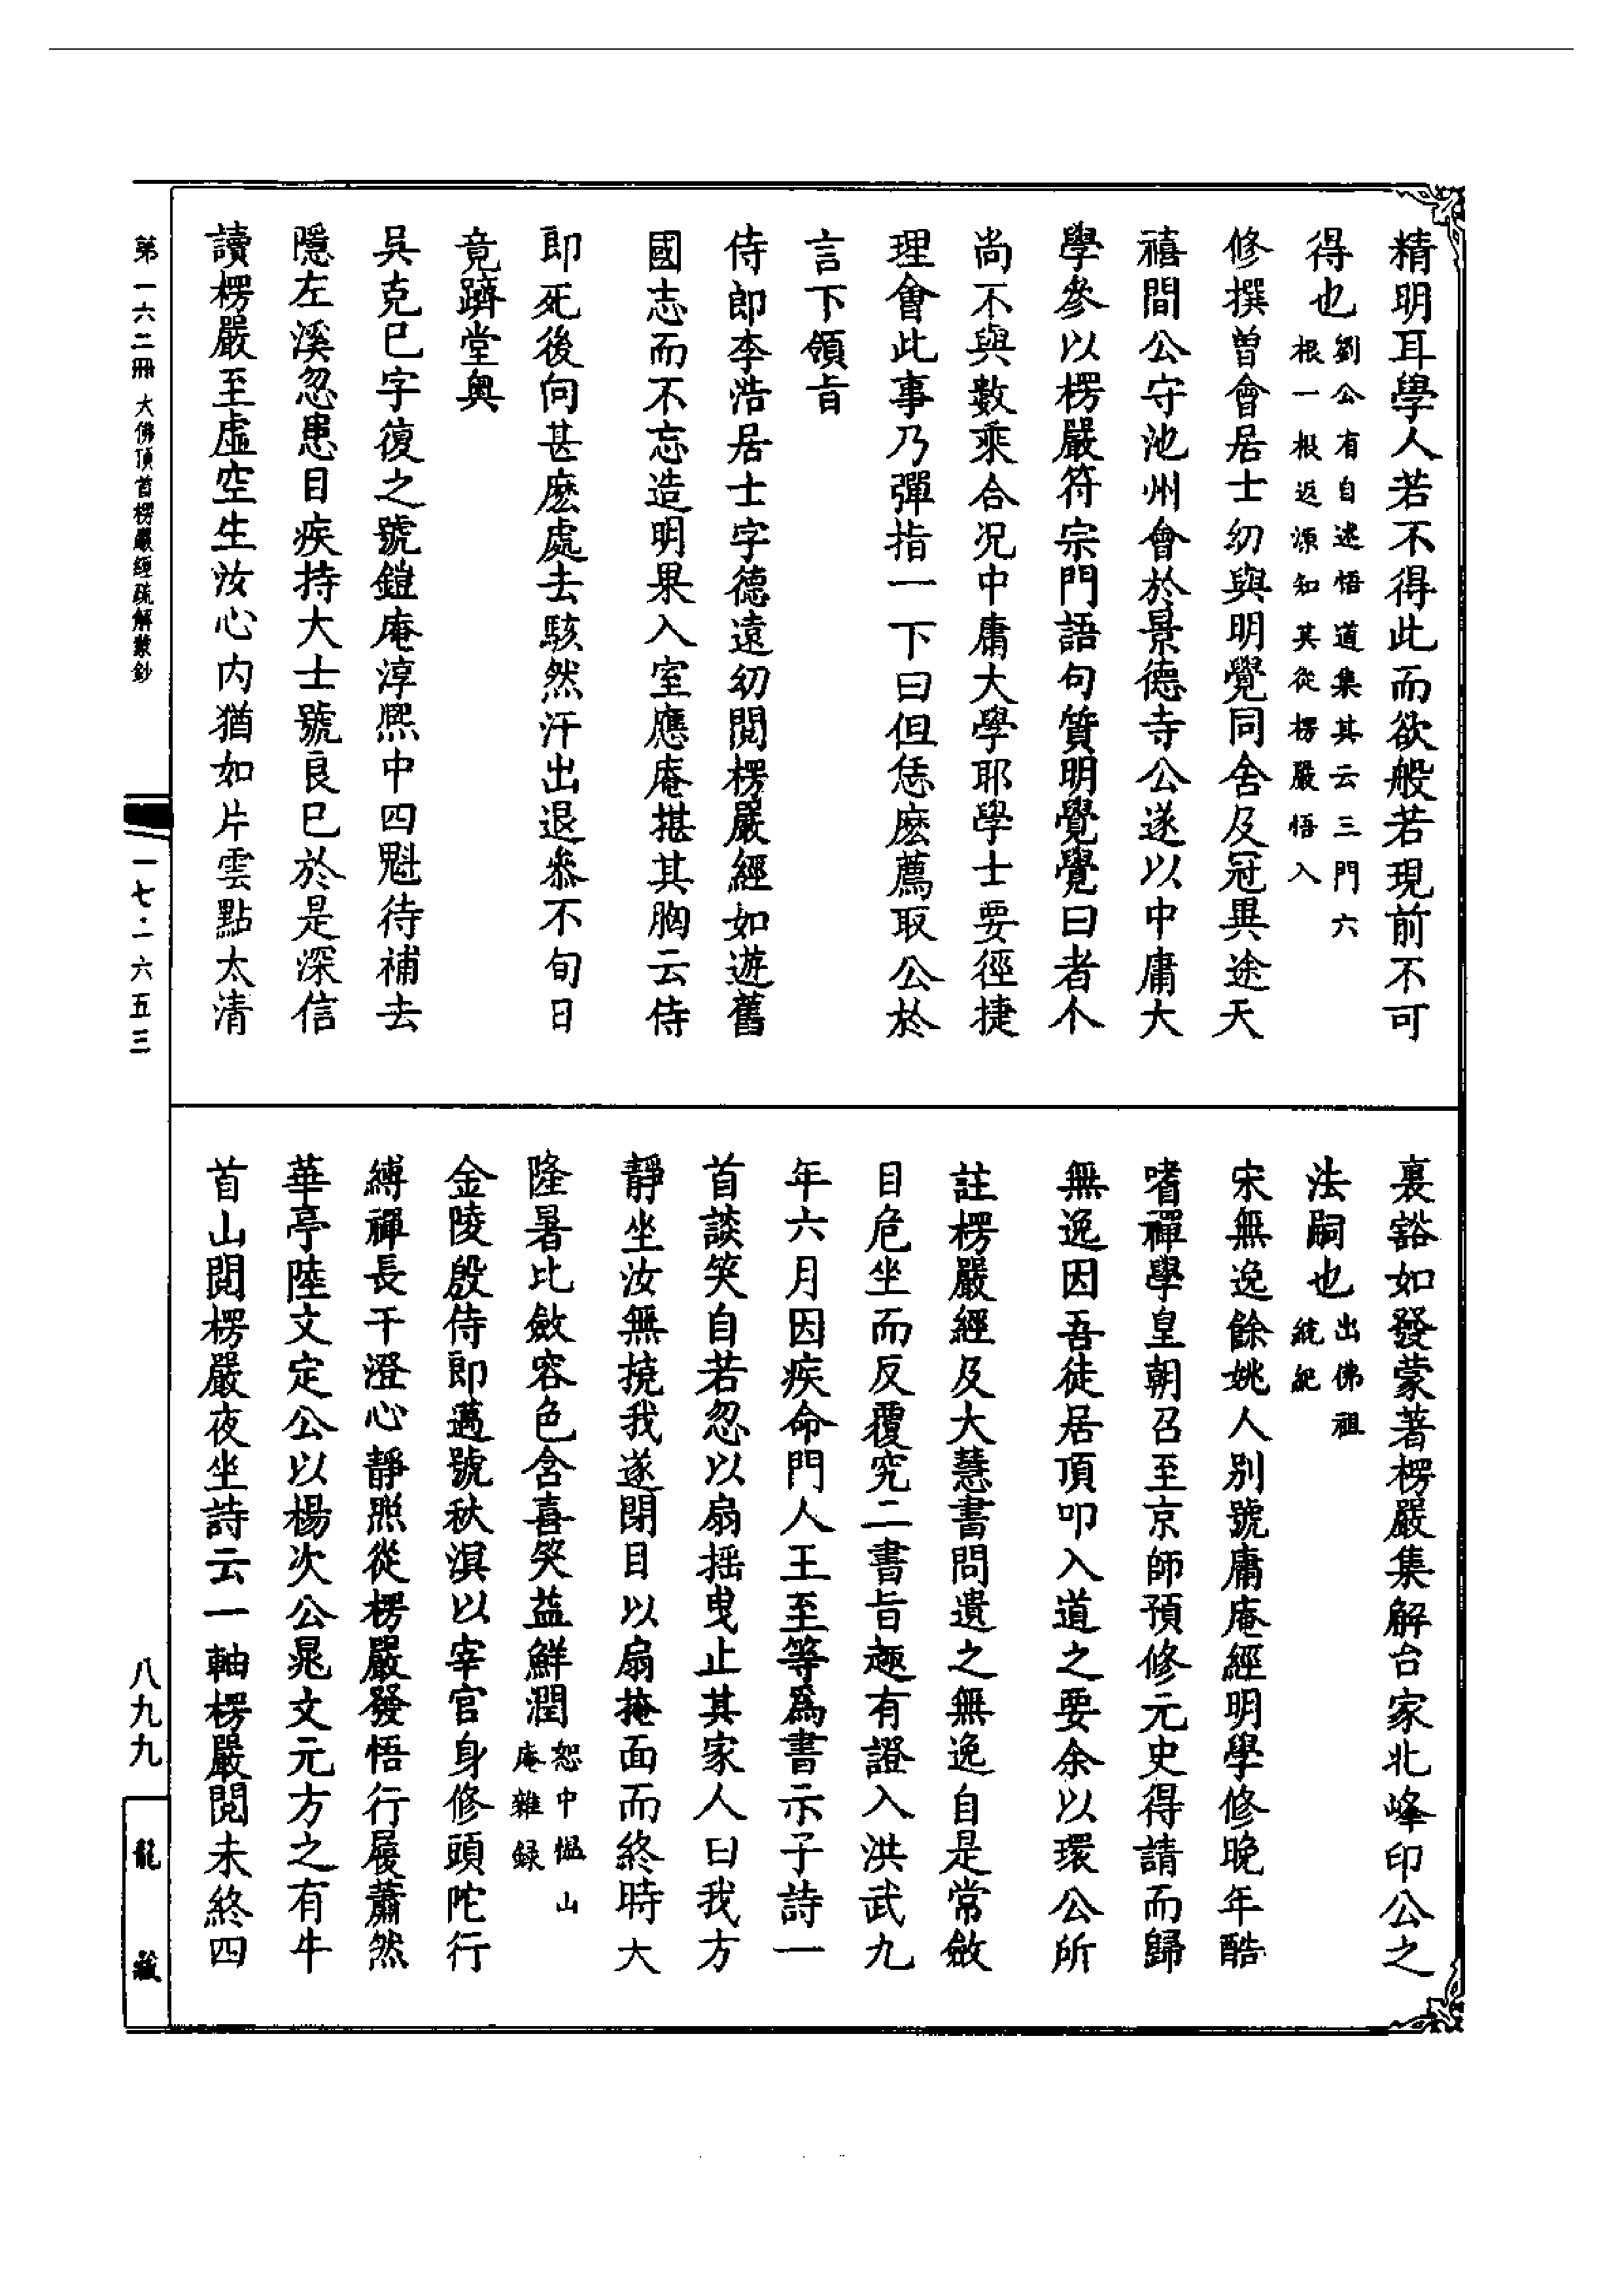 精明耳學人若不得此而欲般若現前不可
得也劉公有自述悟道集其云三門六
根一根返源知其從楞嚴悟入
修撰曽會居士幼與明覺同舍及冠異途天
禧間公守池州會於景德寺公遂以中庸大
學參以楞嚴符宗門語句質明覺覺曰者个
尚不與敎乘合况中庸大學耶學士要徑捷
理會此事乃彈指一下曰但恁麽薦取公於
言下領㫖
侍郎李浩居士字德遠幼閱楞嚴經如遊舊
國志而不忘造明果入室應庵揕其胸云侍
即死後向甚麽處去駭然汗出退叅不旬日
竟躋堂奥
吳克巳字復之號鎧庵淳熙中四魁待補去
隱左溪忽患目疾持大士號良巳於是深信
讀楞嚴至虛空生汝心内猶如片雲點太清
裏豁如發蒙著楞嚴集解台家北峰印公之
法嗣也出佛祖
統紀
宋無逸餘姚人别號庸庵經明學修晚年酷
嗜禪學皇朝召至京師預修元史得請而歸
無逸因吾徒居頂叩入道之要余以環公所
註楞嚴經及大慧書問遺之無逸自是常斂
目危坐而反覆究二書旨趣有證入洪武九
年六月因疾命門人王至等爲書示子詩一
首談笑自若忽以扇揺曳止其家人曰我方
靜坐汝無撓我遂閉目以扇掩面而終時大
隆暑比斂容色含喜笑益鮮潤恕中愠山
庵雜録
金陵殷侍郎邁號秋溟以宰官身修頭陀行
縛禪長干澄心靜照從楞嚴發悟行履蕭然
華亭陸文定公以楊次公晁文元方之有牛
首山閱楞嚴夜坐詩云一軸楞嚴閱未終四
第一六二冊 大佛頂首楞嚴經疏解蒙鈔
一七·二六五三
八九九
龍藏